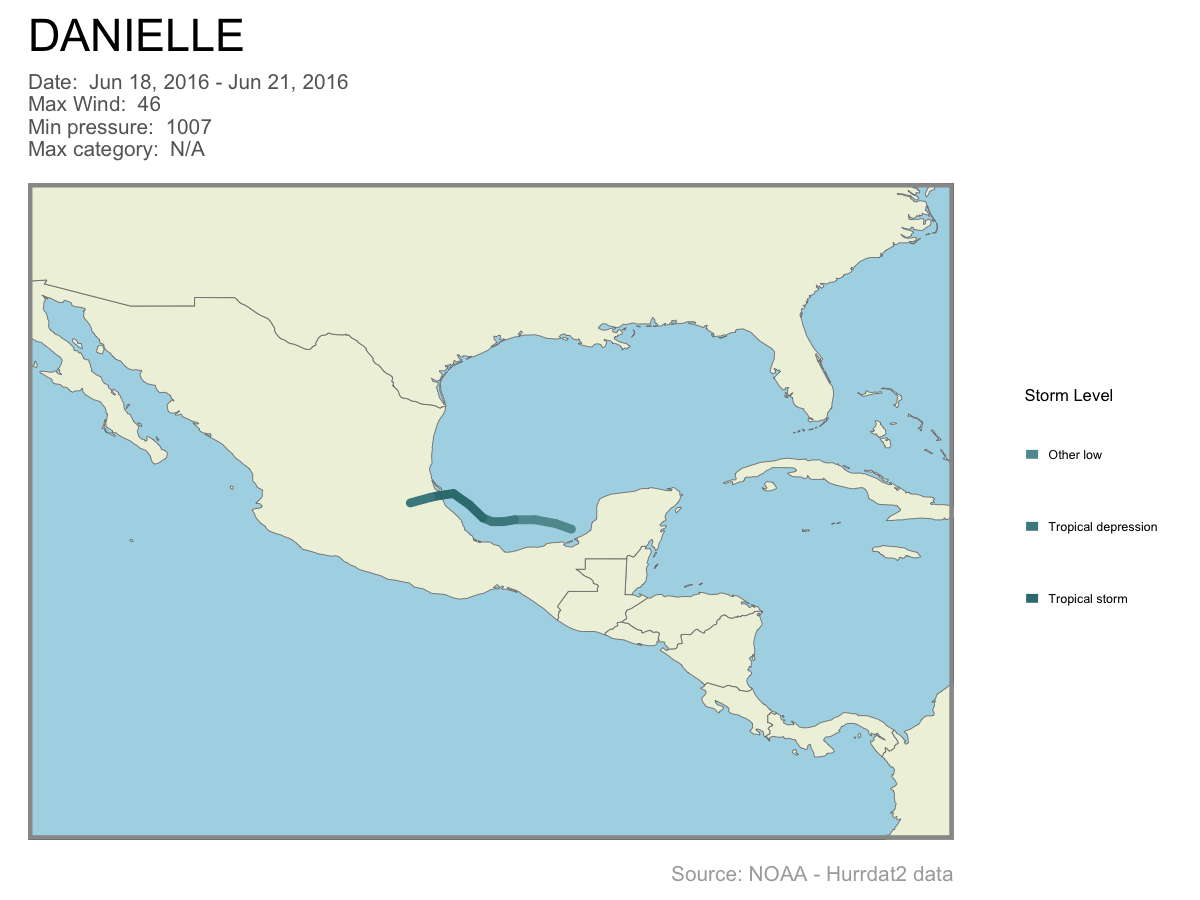 DANIELLE
Date:  Jun 18, 2016 - Jun 21, 2016
Max Wind:  46
Min pressure:  1007
Max category:  N/A
Storm Level
Other low
Tropical depression
Tropical storm
Source: NOAA - Hurrdat2 data